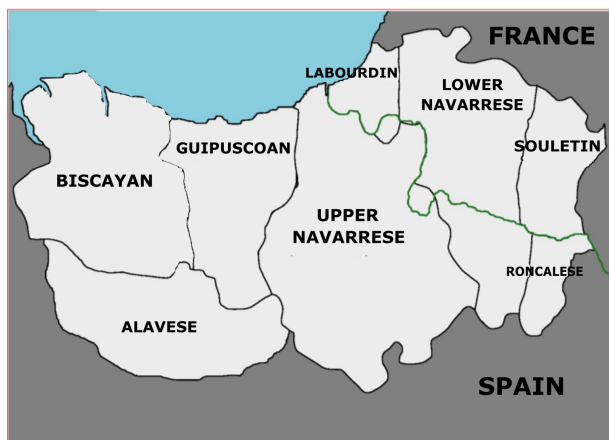 FRANCE
LABOURDIN
LOWER
NAVARRESE
GUIPUSCOAN
SOULETIN
BISCAYAN
UPPER
NAVARRESE
RONCALESE
ALAVESE
SPAIN